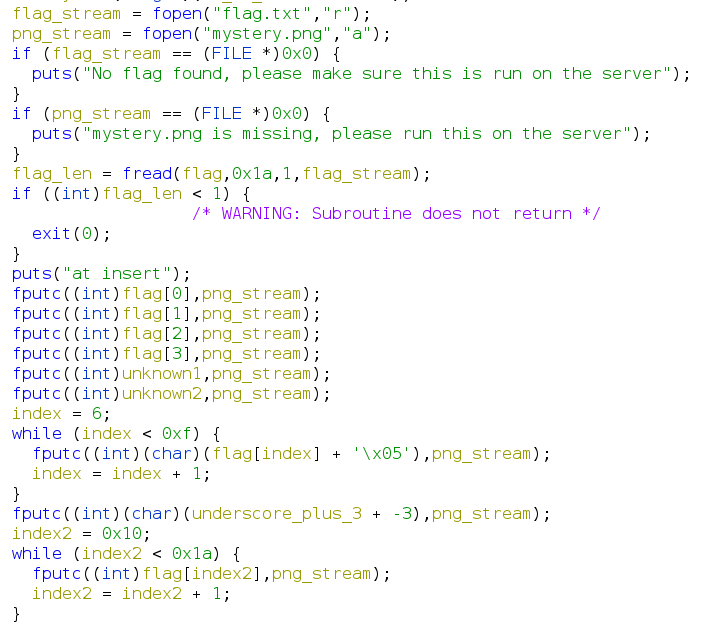 flag_stream = fopen("flag.txt","r");
png_stream = fopen("mystery.png","a");
if (flag_stream == (FILE *)0x0) {
  puts("No flag found, please make sure this is run on the server");
}
if (png_stream == (FILE *)0x0) {
  puts("mystery.png is missing, please run this on the server");
}
flag_len = fread(flag,0x1a,1,flag_stream);
if ((int)flag_len < 1) {
                    /* WARNING: Subroutine does not return */
  exit(0);
}
puts("at insert");
fputc((int)flag[0],png_stream);
fputc((int)flag[1],png_stream);
fputc((int)flag[2],png_stream);
fputc((int)flag[3],png_stream);
fputc((int)unknown1,png_stream);
fputc((int)unknown2,png_stream);
index = 6;
while (index < 0xf) {
  fputc((int)(char)(flag[index] + '\x05'),png_stream);
  index = index + 1;
}
fputc((int)(char)(underscore_plus_3 + -3),png_stream);
index2 = 0x10;
while (index2 < 0x1a) {
  fputc((int)flag[index2],png_stream);
  index2 = index2 + 1;
}